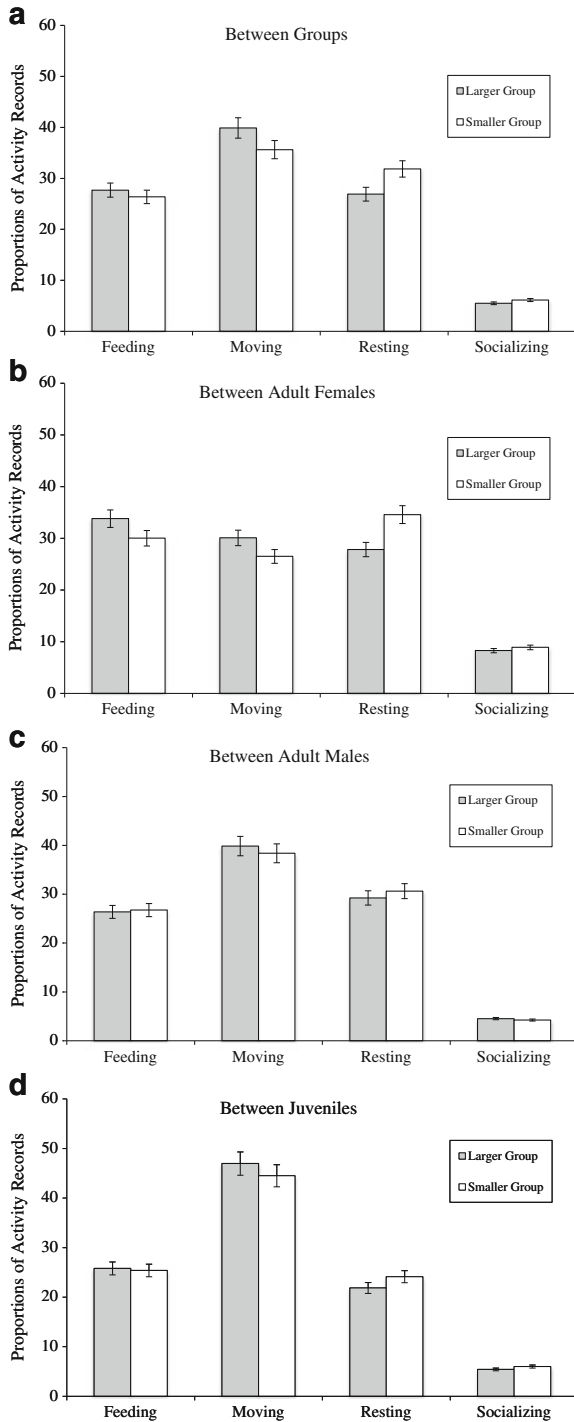 a
Between Groups
Proportions of Activity Records
60
50
40
30
20
10
0
Larger Group
Smaller Group
Feeding Moving Resting Socializing
b
Between Adult Females
Proportions of Activity Records
60
50
40
30
20
10
0
Larger Group
Smaller Group
Feeding Moving Resting Socializing
c
Between Adult Males
Proportions of Activity Records
60
50
40
30
20
10
0
Larger Group
Smaller Group
Feeding Moving Resting Socializing
d
Between Juveniles
Proportions of Activity Records
60
50
40
30
20
10
0
Larger Group
Smaller Group
Feeding Moving Resting Socializing